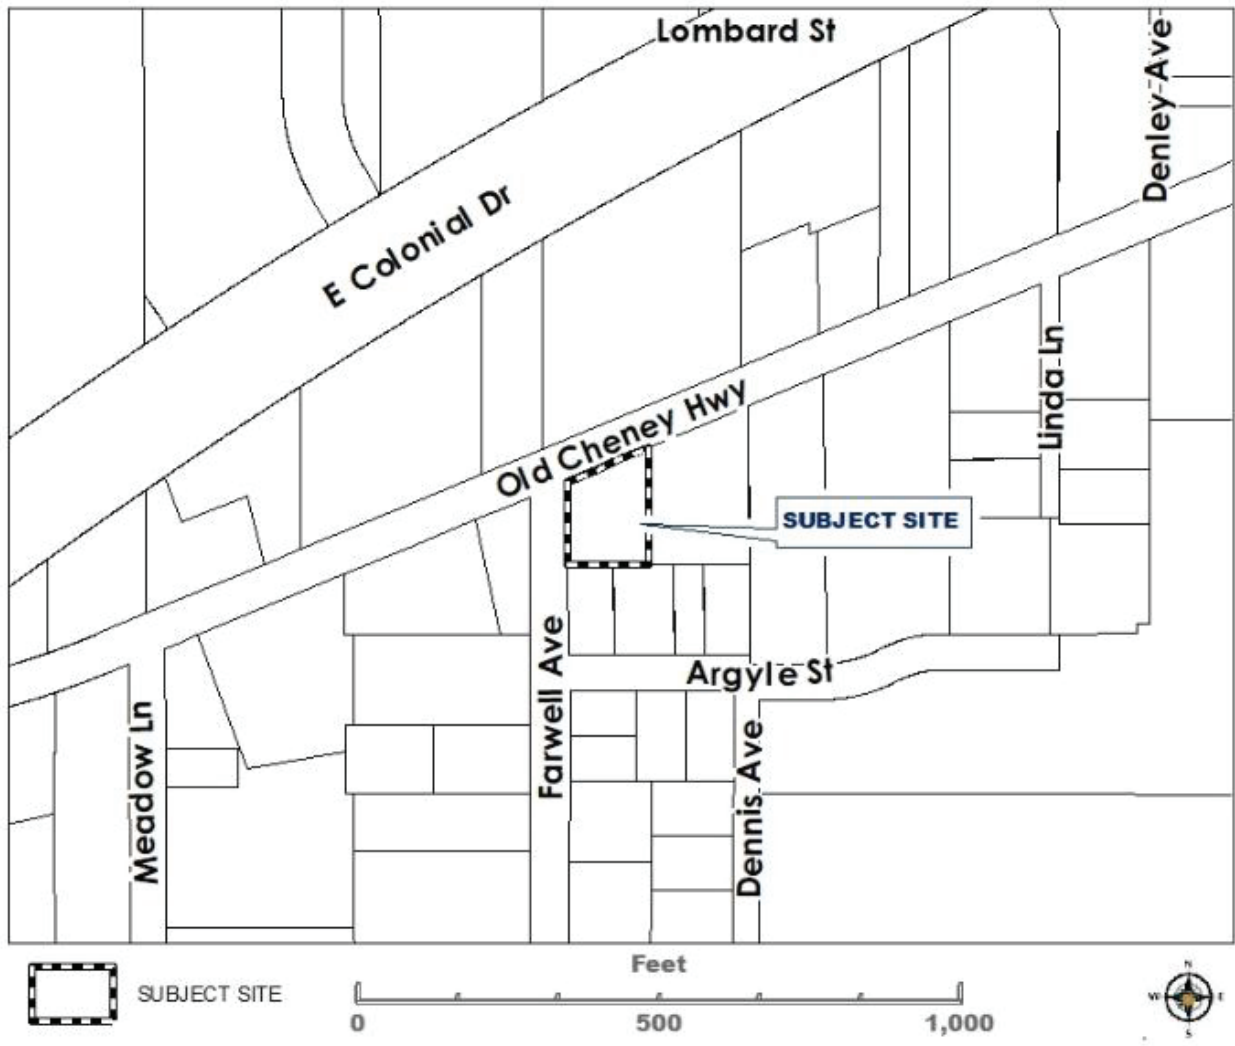 Lombard St
Denley Ave
E Colonial Dr
Linda Ln
Old Cheney Hwy
SUBJECT SITE
Farwell Ave
Argyle St
Meadow Ln
Dennis Ave
Feet
SUBJECT SITE
0 500 1,000
N
W E
S